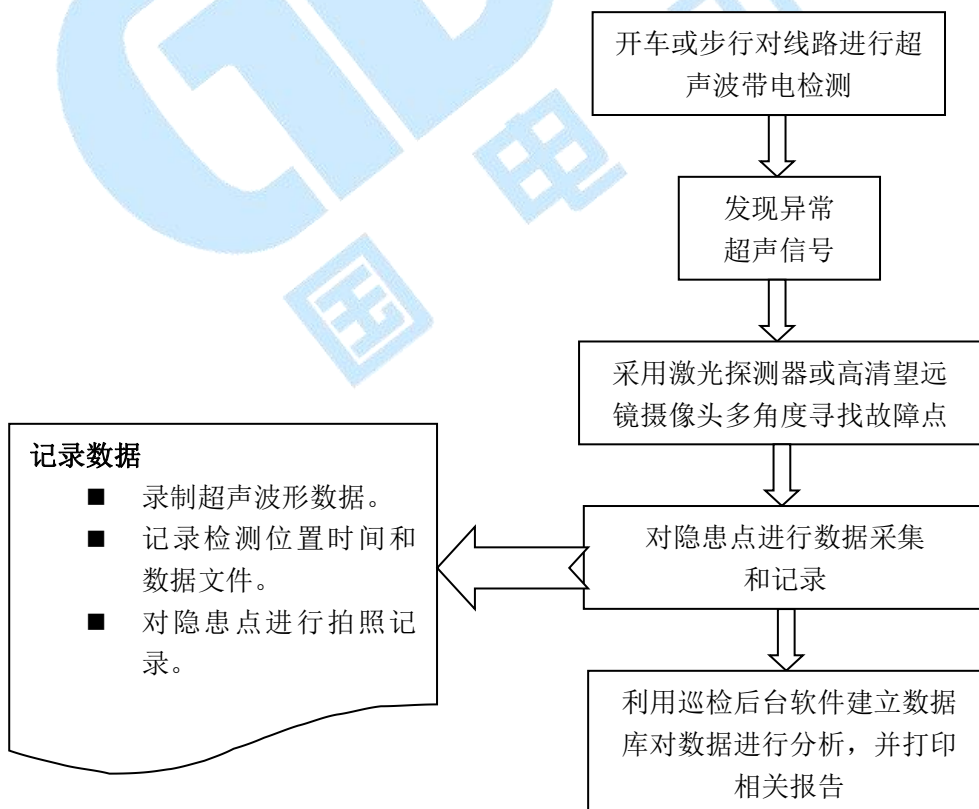 开车或步行对线路进行超
声波带电检测
发现异常
超声信号
采用激光探测器或高清望远
镜摄像头多角度寻找故障点
对隐患点进行数据采集
和记录
利用巡检后台软件建立数据
库对数据进行分析，并打印
相关报告
记录数据
■ 录制超声波形数据。
■ 记录检测位置时间和
数据文件。
■ 对隐患点进行拍照记
录。
国电